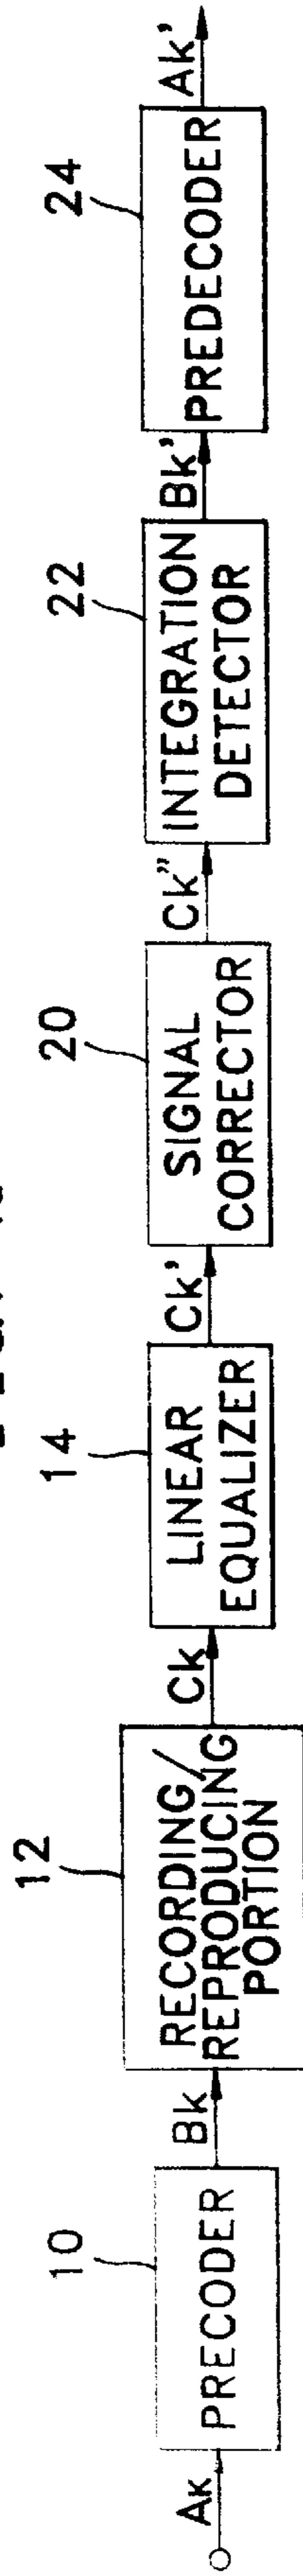 Ak
10
PRECODER
Bk
12
RECORDING/
REPRODUCING
PORTION
Ck
14
LINEAR
EQUALIZER
Ck'
20
SIGNAL
CORRECTOR
Ck"
22
INTEGRATION
DETECTOR
Bk'
24
PREDECODER
Ak'